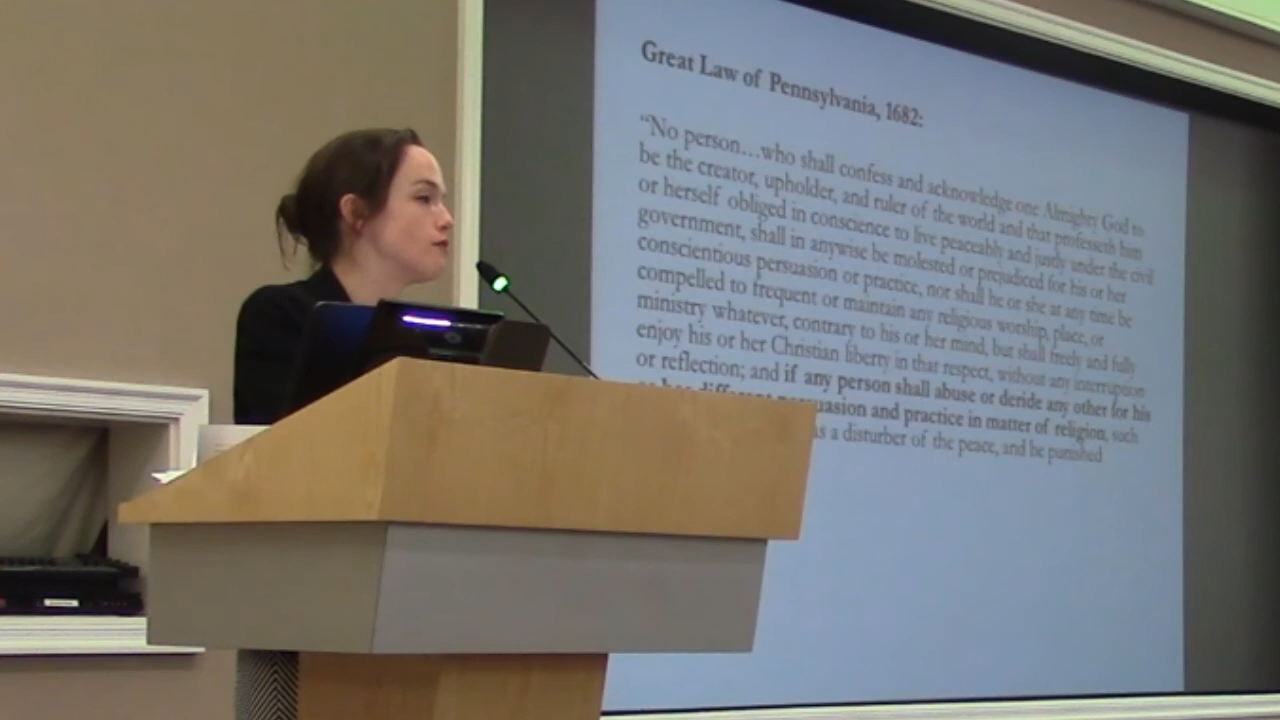 Great Law of Pennsylvania, 1682:
“No person…who shall confess and acknowledge one Almighty God to
be the creator, upholder, and ruler of the world and that professeth him
or herself obliged in conscience to live peaceably and justly under the civil
government, shall in anywise be molested or prejudiced for his or her
conscientious persuasion or practice, nor shall he or she at any time be
compelled to frequent or maintain any religious worship, place, or
ministry whatever, contrary to his or her mind, but shall freely and fully
enjoy his or her Christian liberty in that respect, without any interruption
or reflection; and if any person shall abuse or deride any other for his
or her different persuasion and practice in matter of religion, such
as a disturber of the peace, and be punished